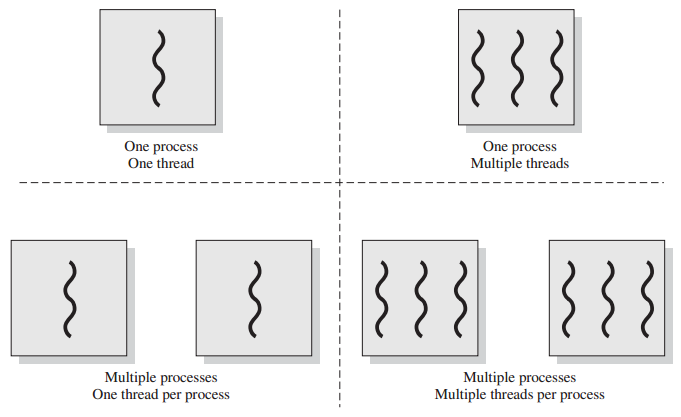 One process
One thread
One process
Multiple threads
Multiple processes
One thread per process
Multiple processes
Multiple threads per process